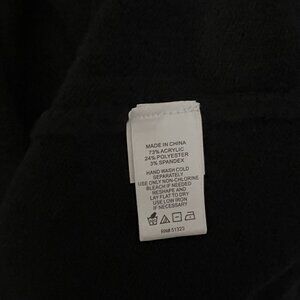 MADE IN CHINA
73% ACRYLIC
24% POLYESTER
3% SPANDEX
HAND WASH COLD
SEPARATELY
USE ONLY NON-CHLORINE
BLEACH IF NEEDED
RESHAPE AND
LAY FLAT TO DRY
USE LOW IRON
IF NECESSARY
RN# 51323